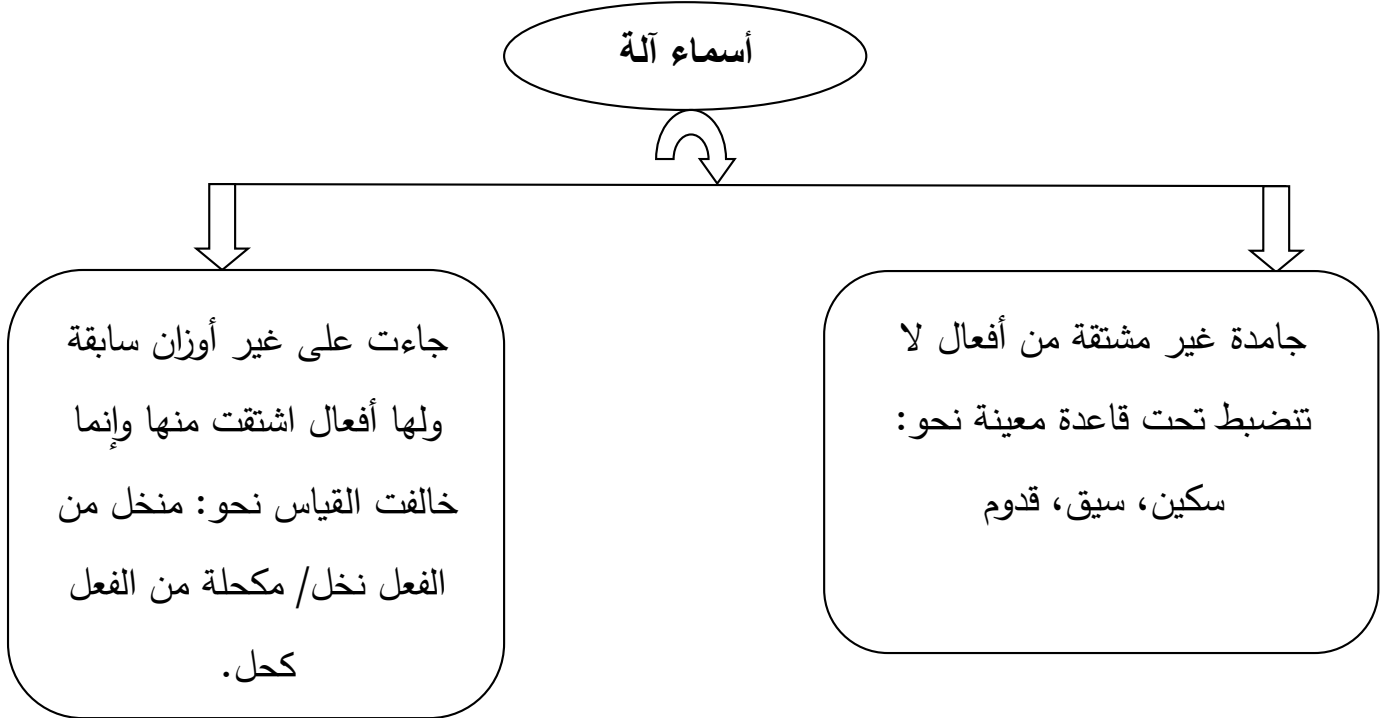 أسماء آلة
جامدة غير مشتقة من أفعال لا
تتضبط تحت قاعدة معينة نحو:
سكين، سيق، قدوم
جاءت على غير أوزان سابقة
ولها أفعال اشتقت منها وإنما
خالفت القياس نحو: منخل من
الفعل نخل/ مكحلة من الفعل
كحل.